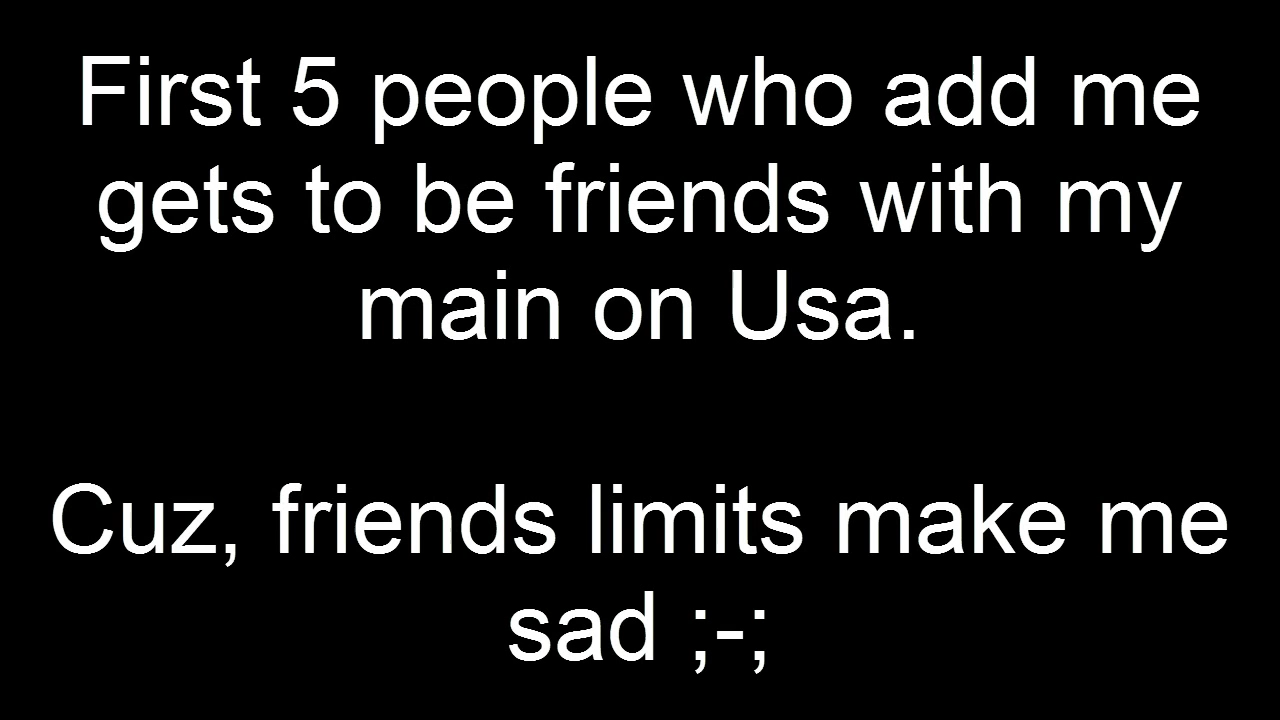 First 5 people who add me
gets to be friends with my
main on Usa.
Cuz, friends limits make me
sad ;-;